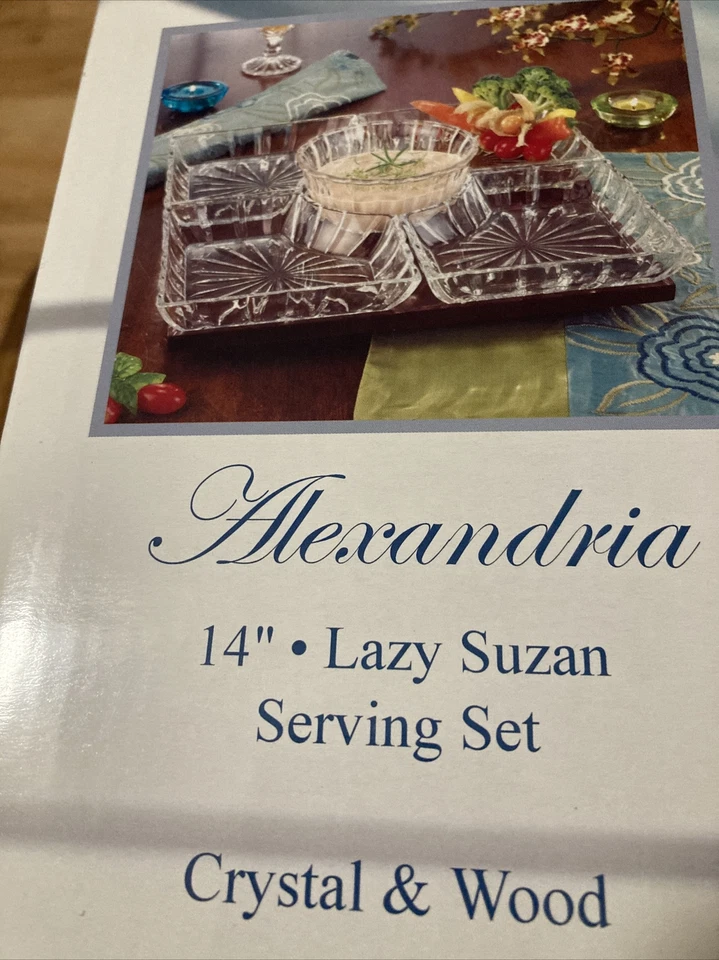 Alexandria
14" • Lazy Suzan
Serving Set
Crystal & Wood